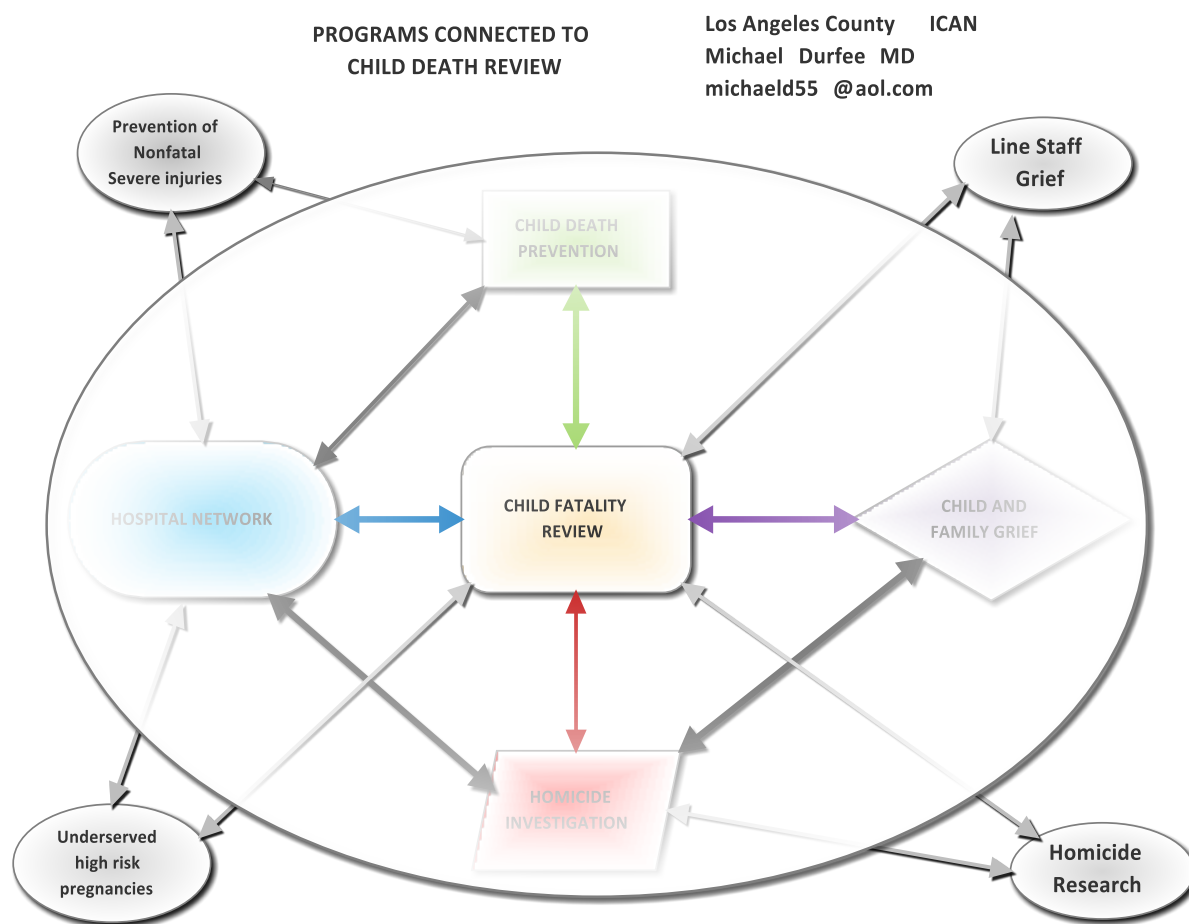 PROGRAMS CONNECTED TO
CHILD DEATH REVIEW
Los Angeles County ICAN
Michael Durfee MD
michaeld55 @aol.com
Prevention of
Nonfatal
Severe injuries
Line Staff
Grief
CHILD DEATH
PREVENTION
HOSPITAL NETWORK
CHILD FATALITY
REVIEW
CHILD AND
FAMILY GRIEF
HOMICIDE
INVESTIGATION
Underserved
high risk
pregnancies
Homicide
Research